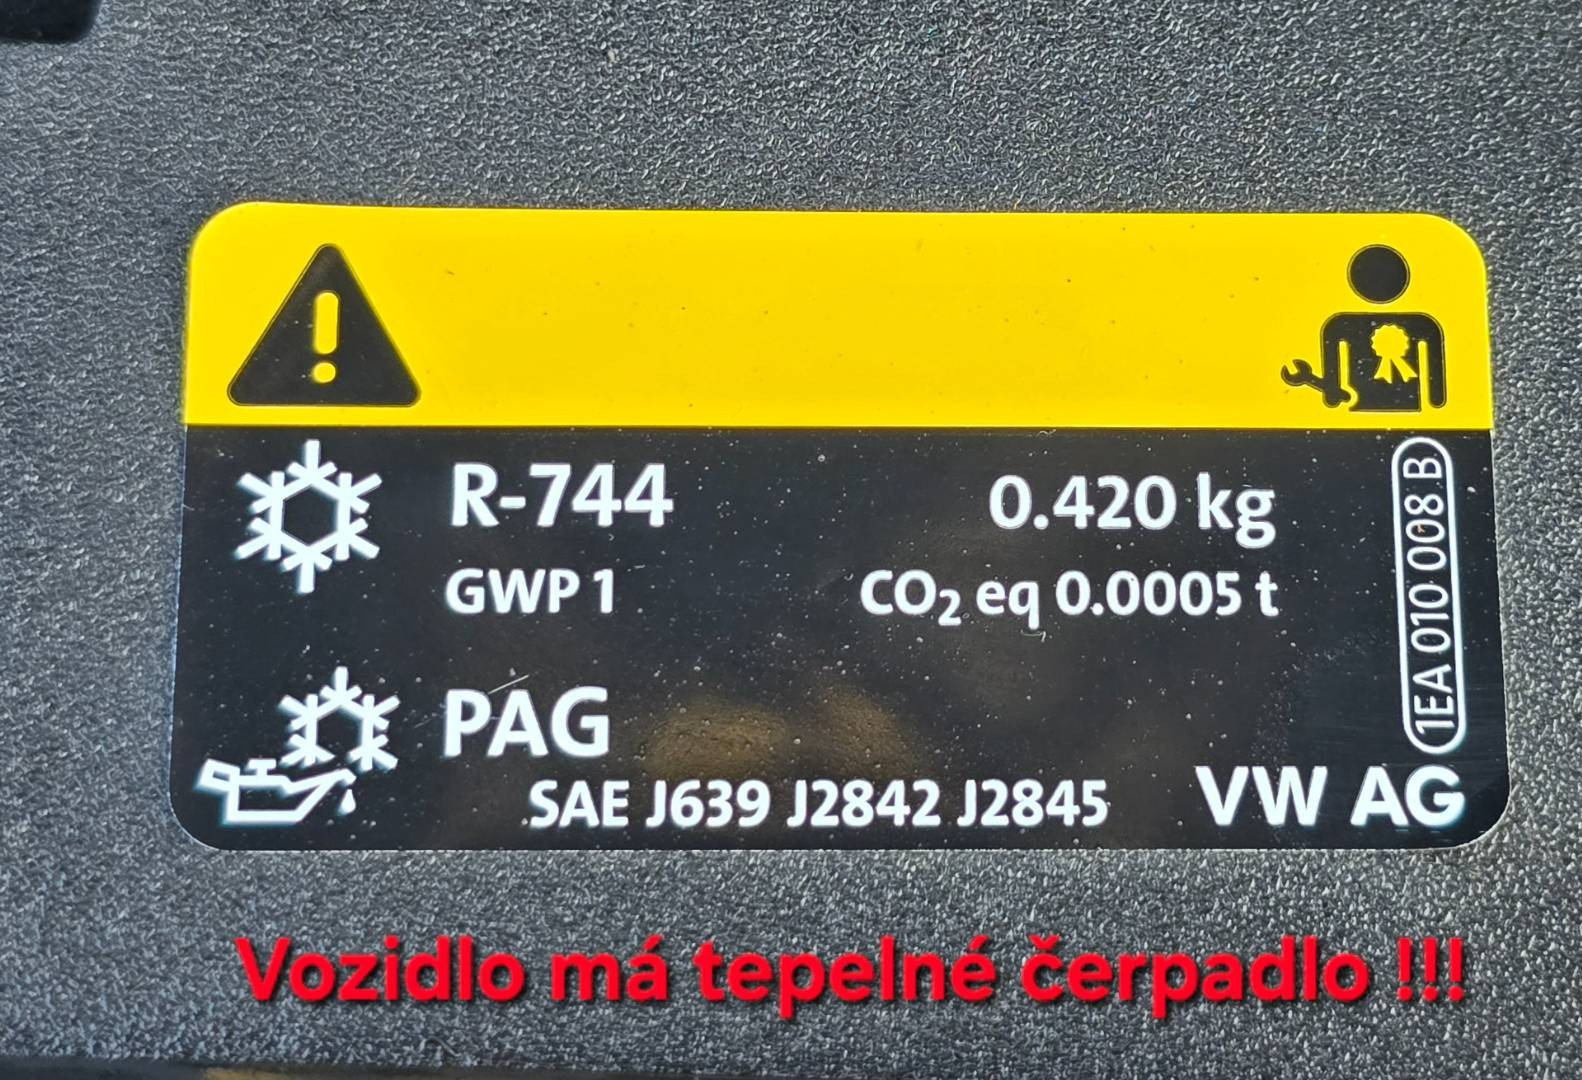 R-744 0.420 kg
GWP 1 CO₂ eq 0.0005 t
1EA 010 008 B
PAG
SAE J639 J2842 J2845 VW AG
Vozidlo má tepelné čerpadlo !!!